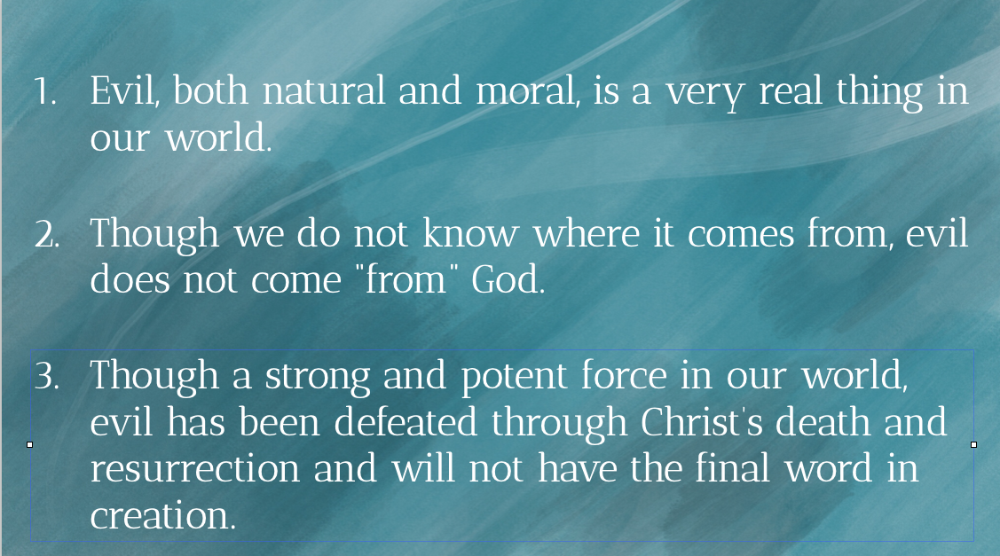 1. Evil, both natural and moral, is a very real thing in
our world.
2. Though we do not know where it comes from, evil
does not come "from" God.
3. Though a strong and potent force in our world,
evil has been defeated through Christ's death and
resurrection and will not have the final word in
creation.